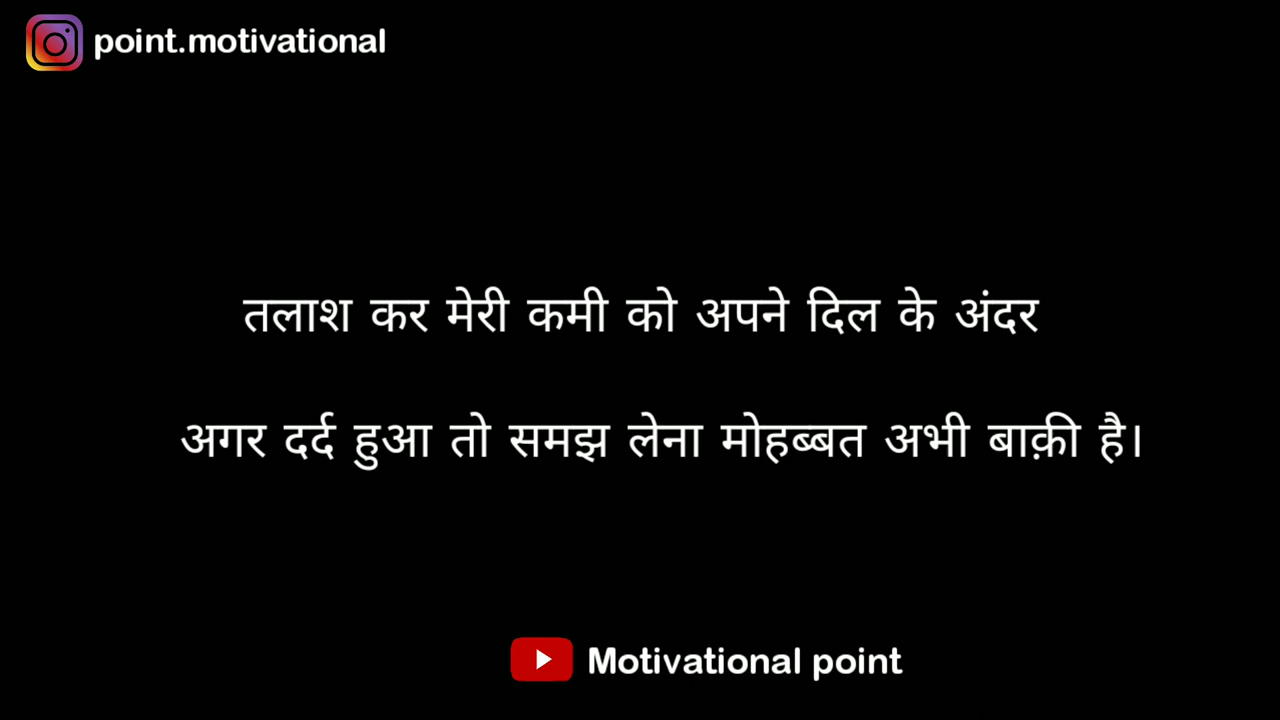 point.motivational
तलाश कर मेरी कमी को अपने दिल के अंदर
अगर दर्द हुआ तो समझ लेना मोहब्बत अभी बाक़ी है।
Motivational point